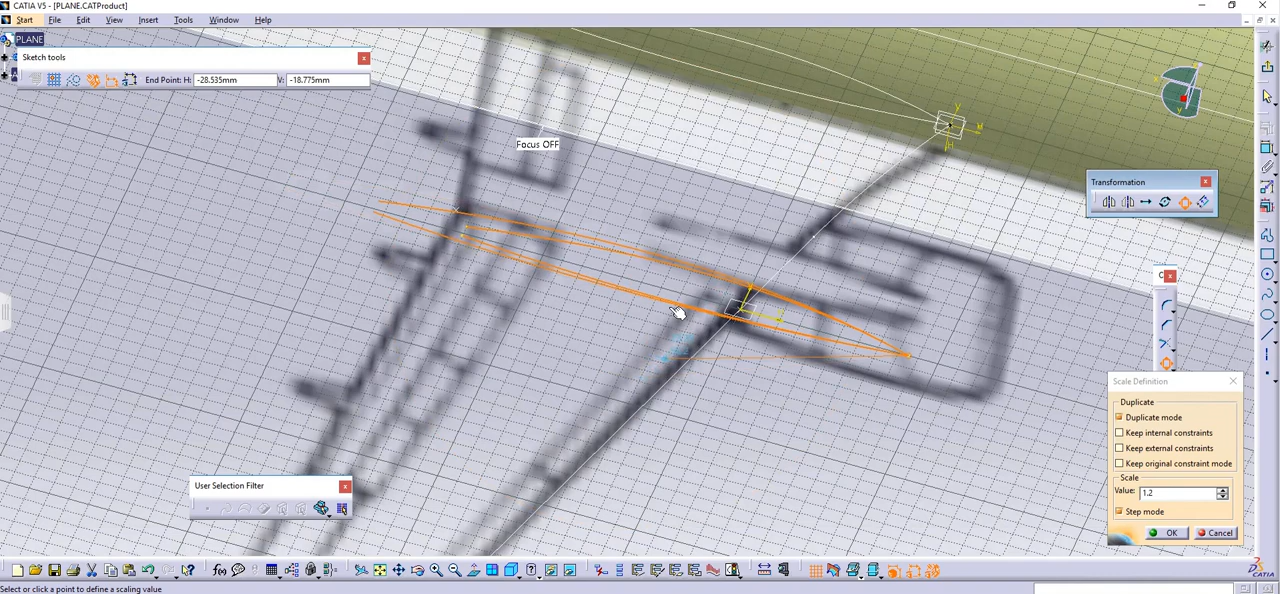 CATIA V5 - [PLANE.CATProduct]
Start File Edit View Insert Tools Window Help
PLANE
Sketch tools
End Point: H: -28.535mm V: -18.775mm
Focus OFF
y
H
Transformation
Scale Definition
Duplicate
Duplicate mode
Keep internal constraints
Keep external constraints
Keep original constraint mode
Scale
Value: 1.2
Step mode
OK Cancel
User Selection Filter
CATIA
Select or click a point to define a scaling value